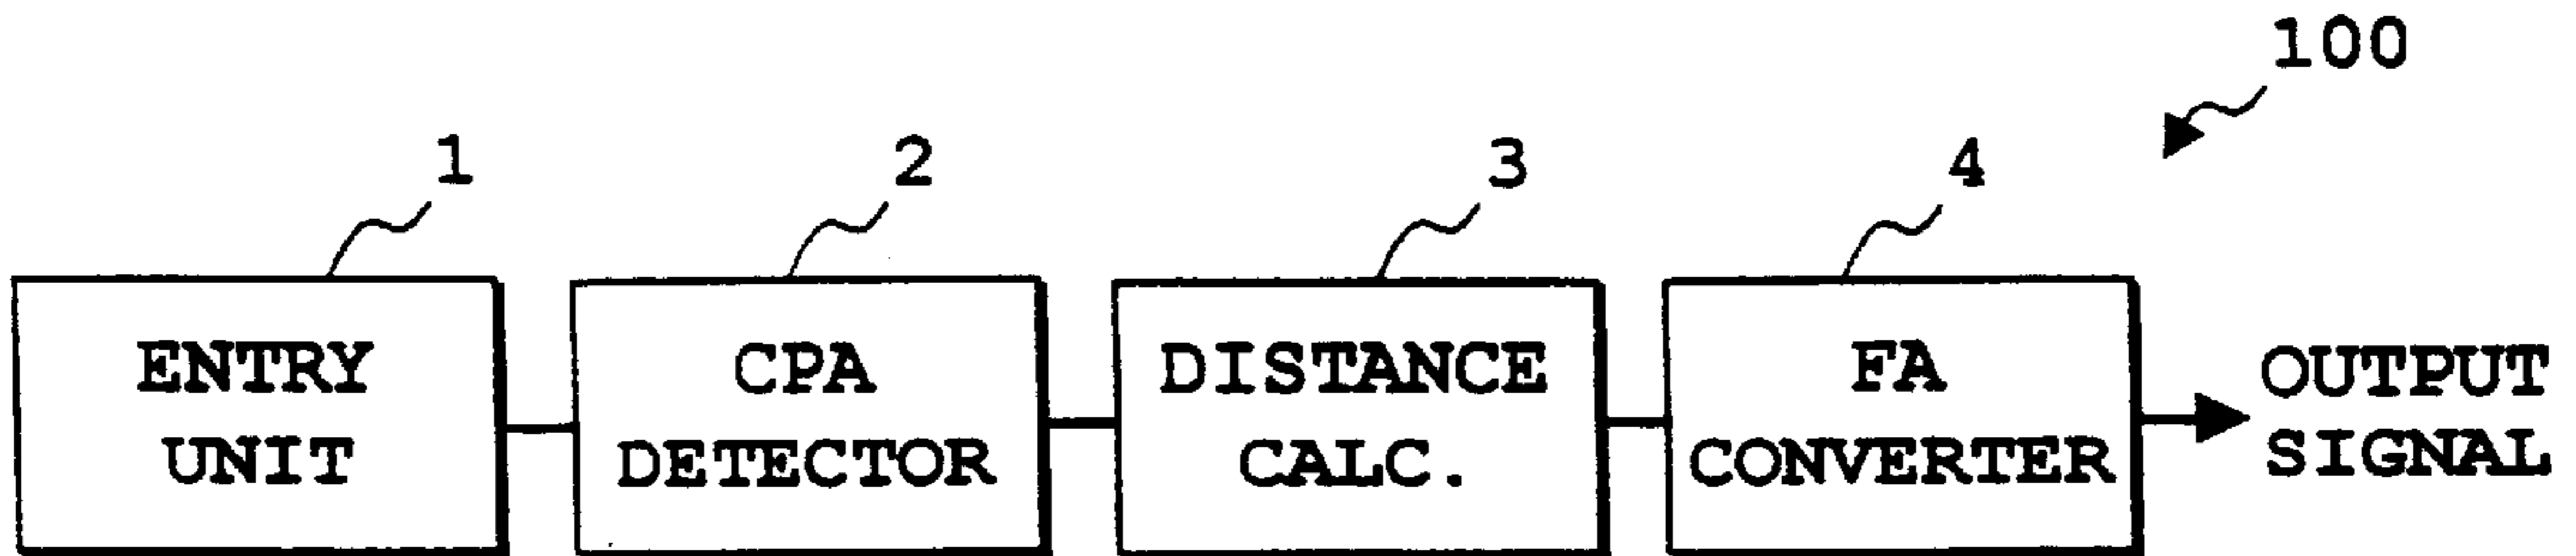 100
1
2
3
4
ENTRY
UNIT
CPA
DETECTOR
DISTANCE
CALC.
FA
CONVERTER
OUTPUT
SIGNAL